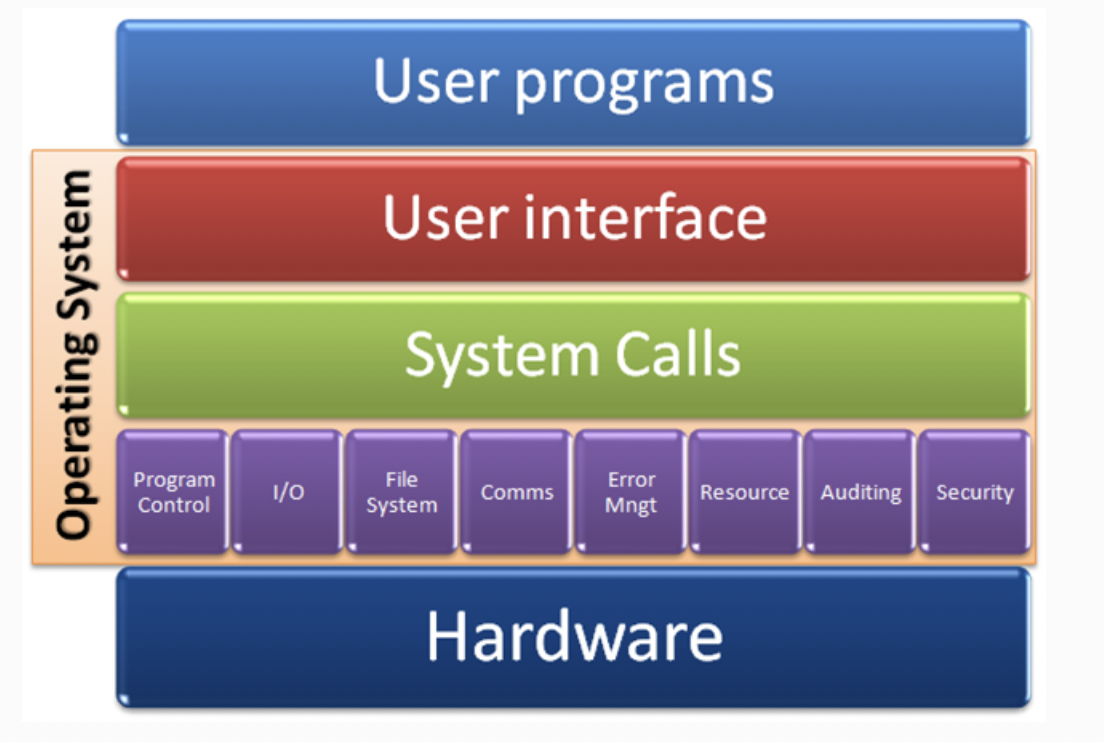 User programs
Operating System
User interface
System Calls
Program
Control
I/O
File
System
Comms
Error
Mngt
Resource
Auditing
Security
Hardware